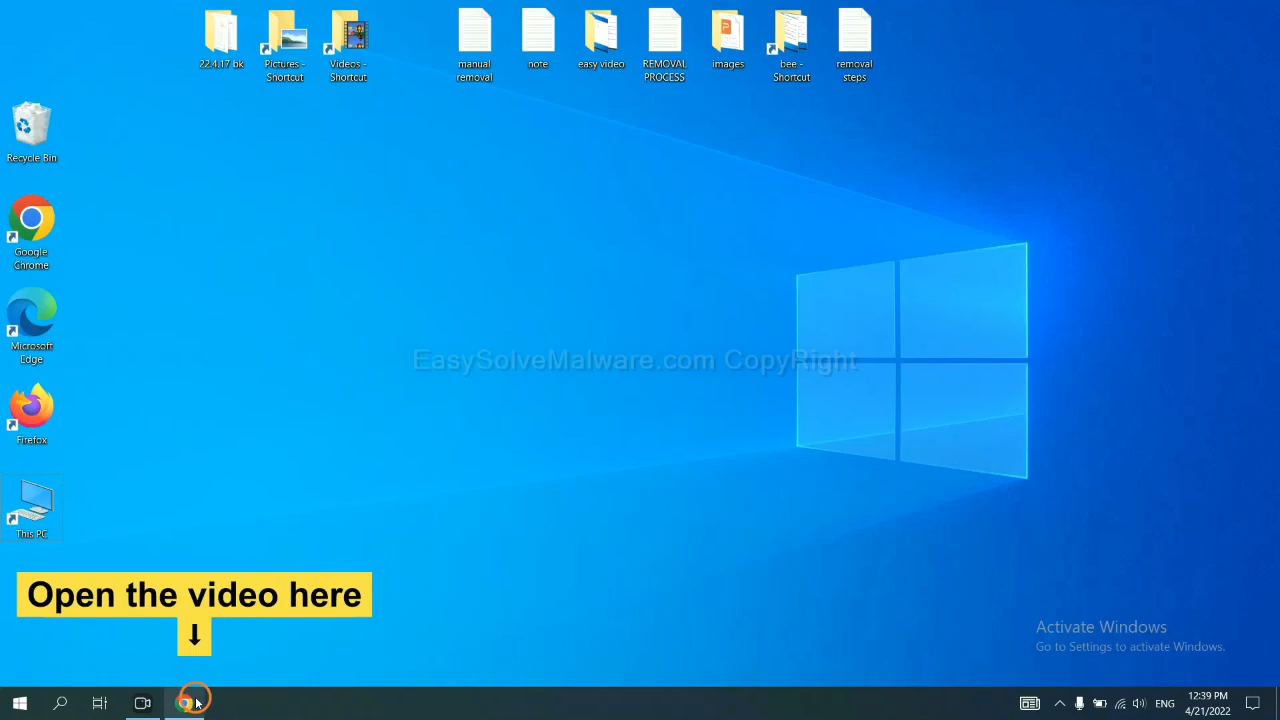 22.4.17 bk
Pictures -
Shortcut
Videos -
Shortcut
manual
removal
note
easy video
REMOVAL
PROCESS
images
bee -
Shortcut
removal
steps
Recycle Bin
Google
Chrome
Microsoft
Edge
Firefox
This PC
EasySolveMalware.com CopyRight
Open the video here
↓
Activate Windows
Go to Settings to activate Windows.
ENG
12:39 PM
4/21/2022